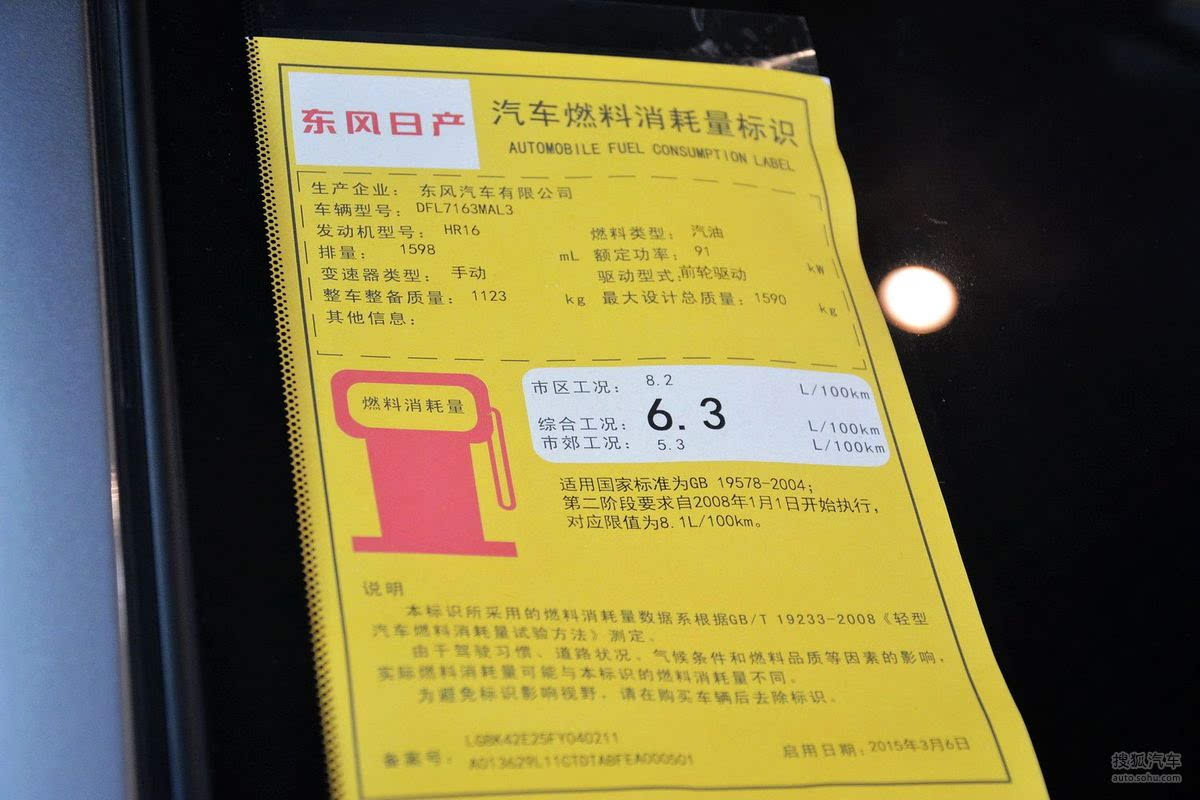 东风日产
汽车燃料消耗量标识
AUTOMOBILE FUEL CONSUMPTION LABEL
生产企业： 东风汽车有限公司
车辆型号： DFL7163MAL3
发动机型号： HR16 燃料类型： 汽油
排量： 1598 mL 额定功率： 91 kW
变速器类型： 手动 驱动型式:前轮驱动
整车整备质量： 1123 kg 最大设计总质量：1590 kg
其他信息：
燃料消耗量
市区工况： 8.2 L/100km
综合工况： 6.3 L/100km
市郊工况： 5.3 L/100km
适用国家标准为GB 19578-2004；
第二阶段要求自2008年1月1日开始执行，
对应限值为8.1L/100km。
说明
本标识所采用的燃料消耗量数据系根据GB/T 19233-2008《轻型
汽车燃料消耗量试验方法》测定。
由于驾驶习惯、道路状况、气候条件和燃料品质等因素的影响，
实际燃料消耗量可能与本标识的燃料消耗量不同。
为避免标识影响视野，请在购买车辆后去除标识。
LGBK42E25FY040211
备案号： A013629L11CTDTABFEA000501 启用日期：2015年3月6日
搜狐汽车
auto.sohu.com